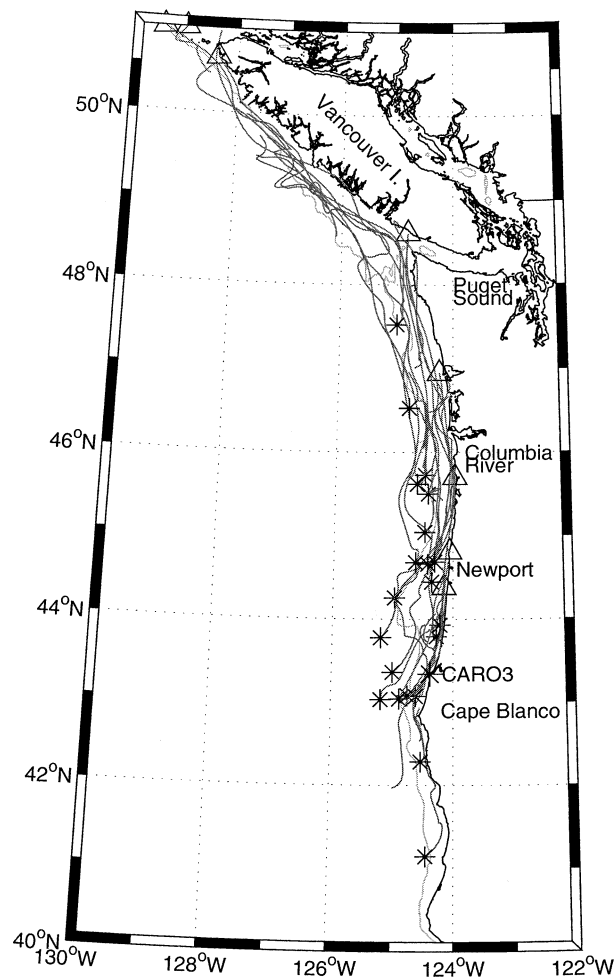 50°N
Vancouver I.
48°N
Puget
Sound
46°N
Columbia
River
Newport
44°N
CARO3
Cape Blanco
42°N
40°N
130°W 128°W 126°W 124°W 122°W